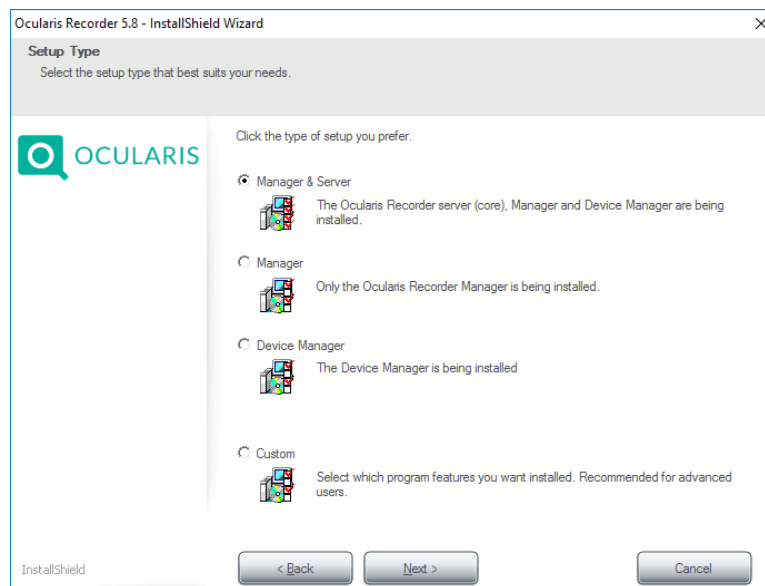 Ocularis Recorder 5.8 - InstallShield Wizard
Setup Type
Select the setup type that best suits your needs.
OCULARIS
Click the type of setup you prefer.
Manager & Server
The Ocularis Recorder server (core), Manager and Device Manager are being
installed.
Manager
Only the Ocularis Recorder Manager is being installed.
Device Manager
The Device Manager is being installed
Custom
Select which program features you want installed. Recommended for advanced
users.
InstallShield
< Back
Next >
Cancel